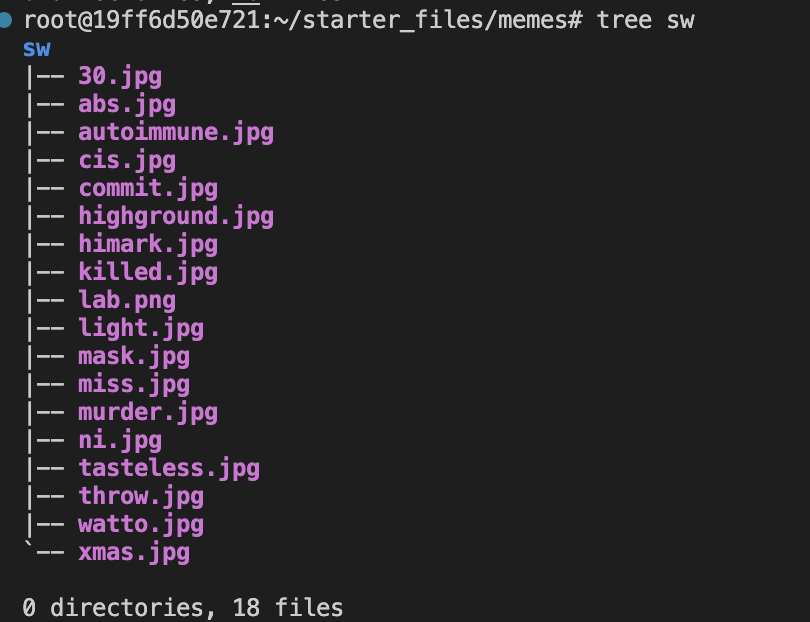 root@19ff6d50e721:~/starter_files/memes# tree sw
sw
|-- 30.jpg
|-- abs.jpg
|-- autoimmune.jpg
|-- cis.jpg
|-- commit.jpg
|-- highground.jpg
|-- himark.jpg
|-- killed.jpg
|-- lab.png
|-- light.jpg
|-- mask.jpg
|-- miss.jpg
|-- murder.jpg
|-- ni.jpg
|-- tasteless.jpg
|-- throw.jpg
|-- watto.jpg
`-- xmas.jpg
0 directories, 18 files